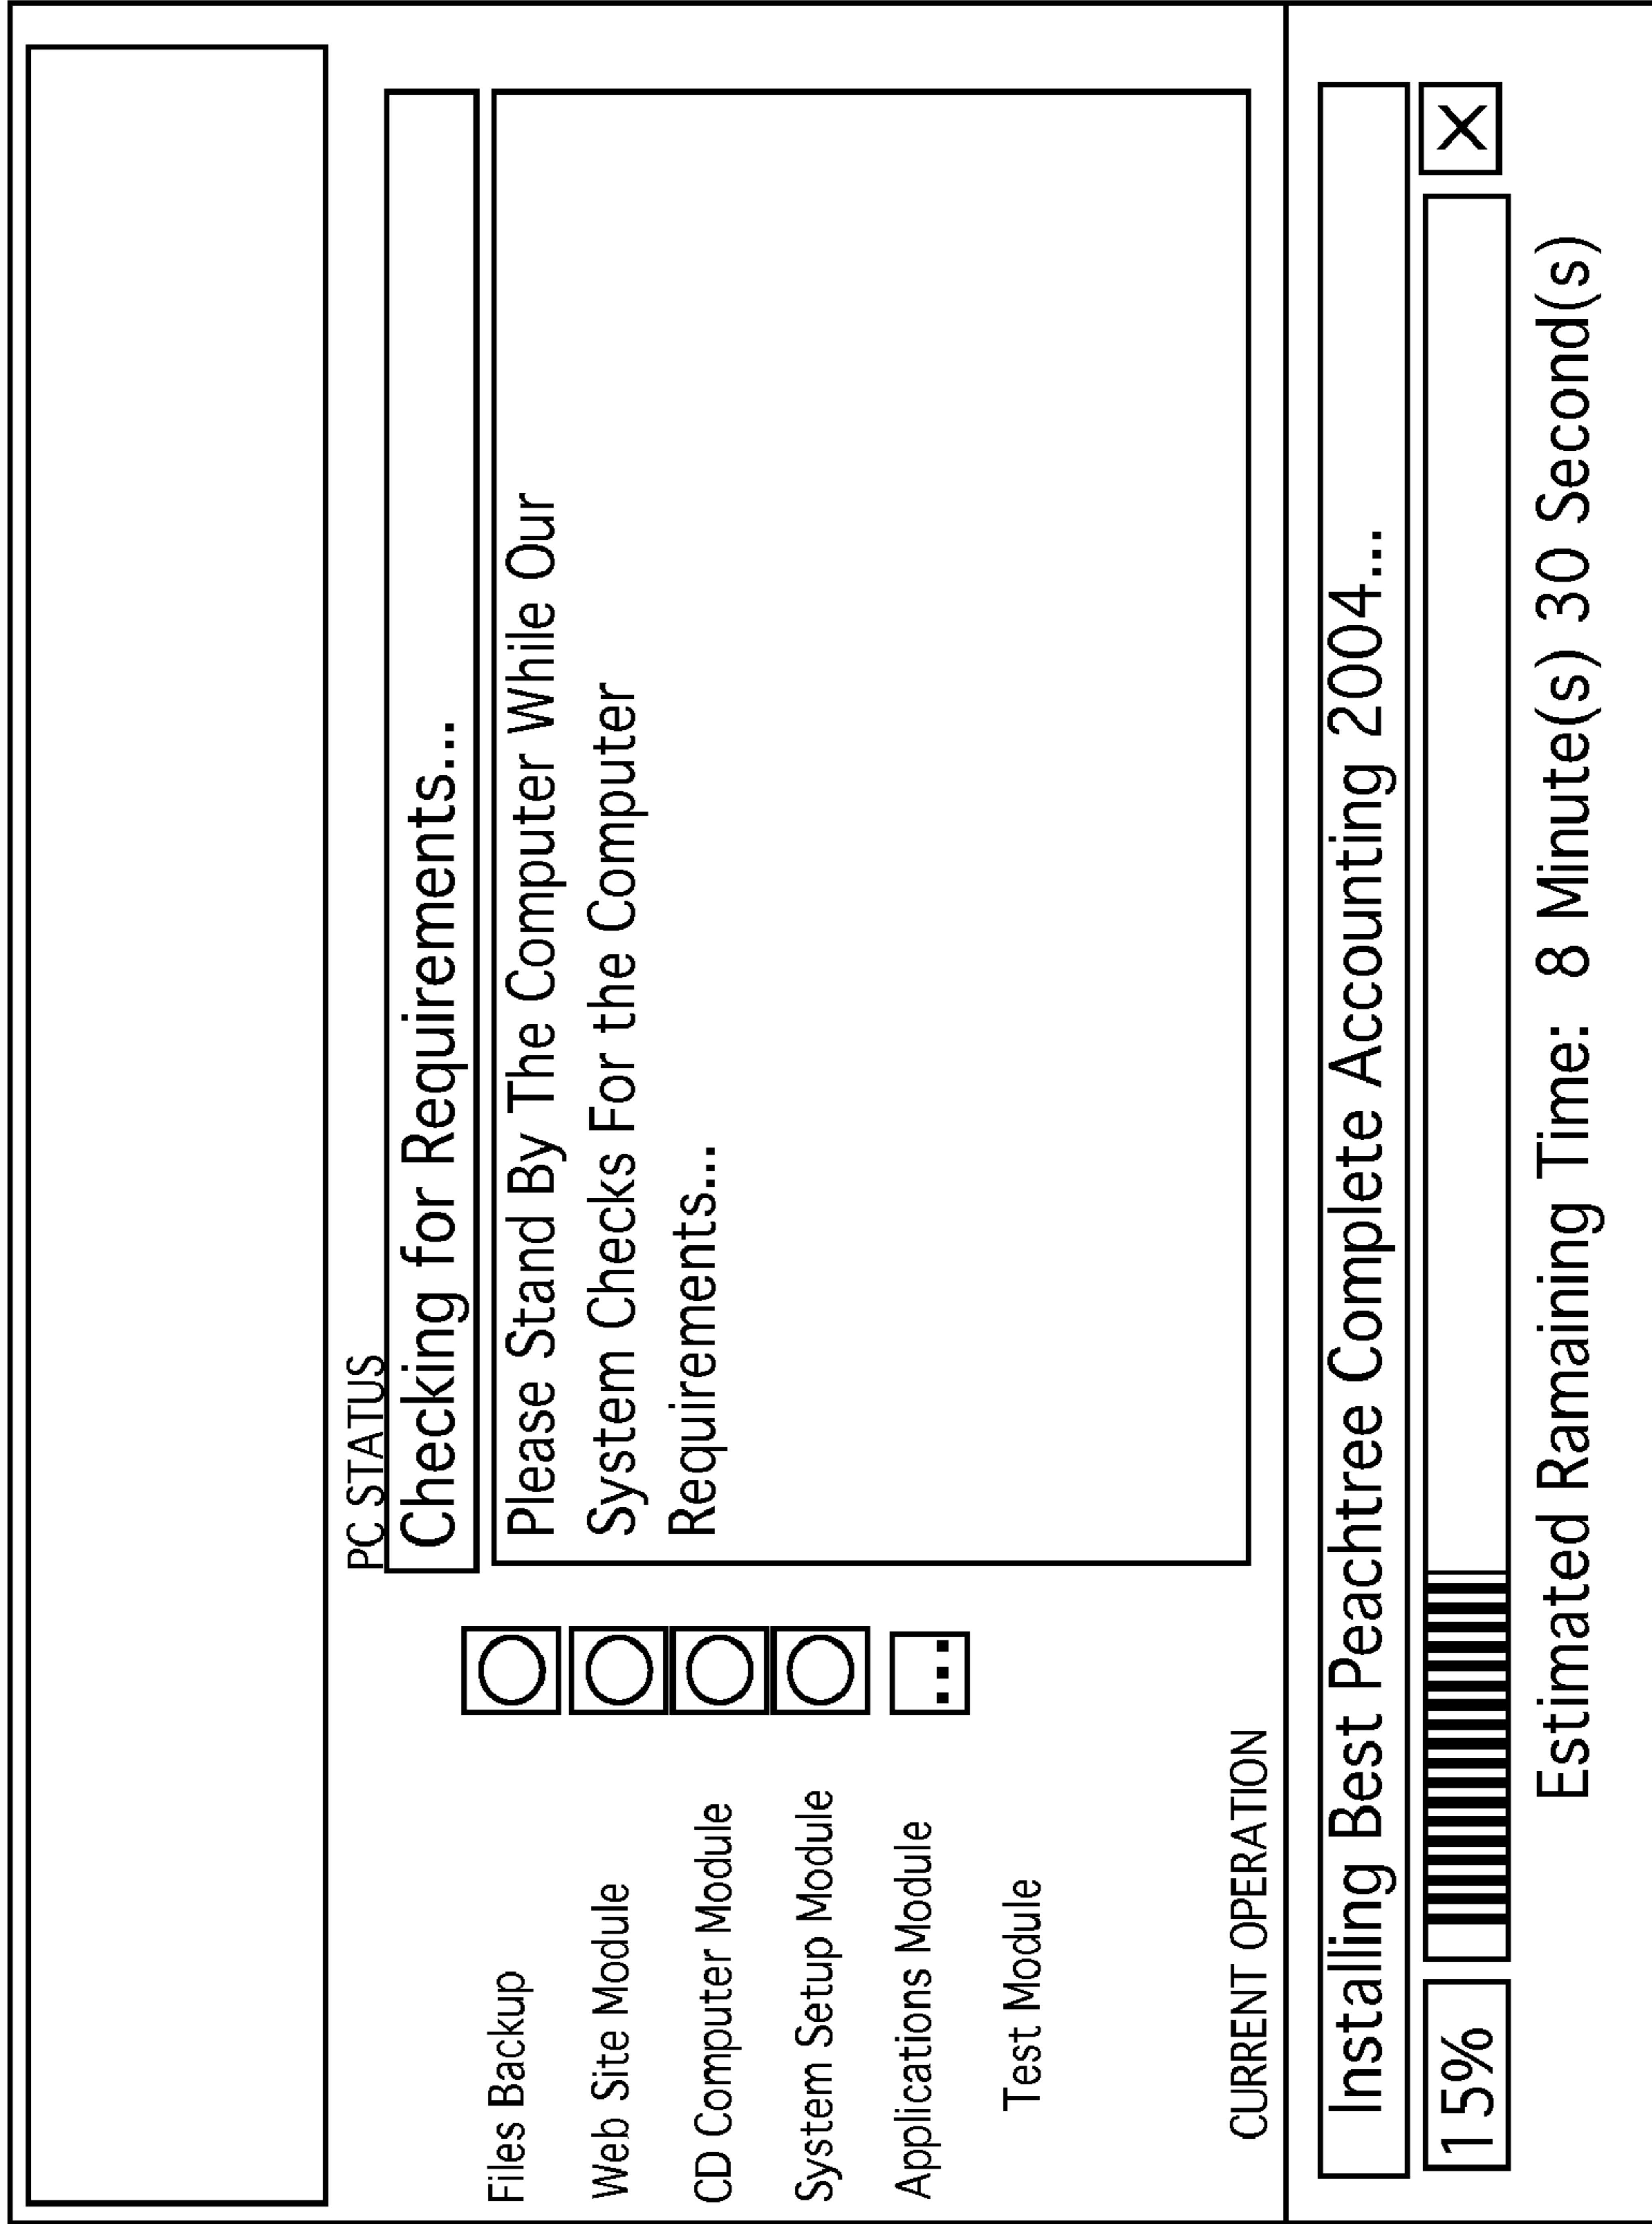 PC STATUS
Checking for Requirements...
Please Stand By The Computer While Our
System Checks For the Computer
Requirements...
Files Backup
Web Site Module
CD Computer Module
System Setup Module
Applications Module
...
Test Module
CURRENT OPERATION
Installing Best Peachtree Complete Accounting 2004...
15%
X
Estimated Ramaining Time: 8 Minute(s) 30 Second(s)